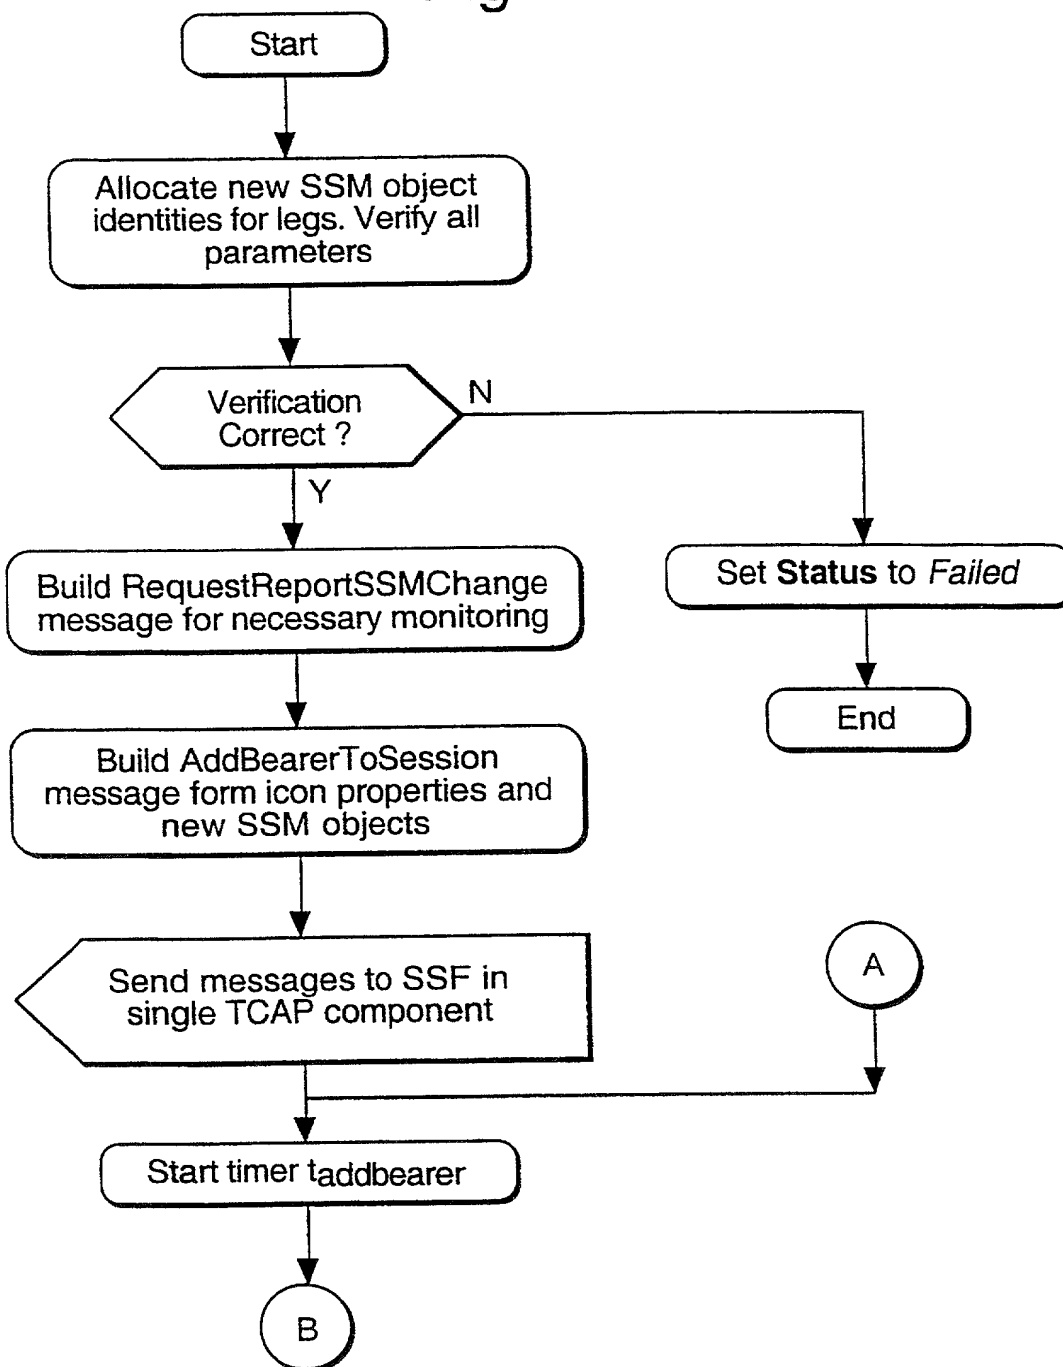 Start
Allocate new SSM object
identities for legs. Verify all
parameters
Verification
Correct ?
N
Y
Build RequestReportSSMChange
message for necessary monitoring
Set Status to Failed
End
Build AddBearerToSession
message form icon properties and
new SSM objects
Send messages to SSF in
single TCAP component
A
Start timer taddbearer
B